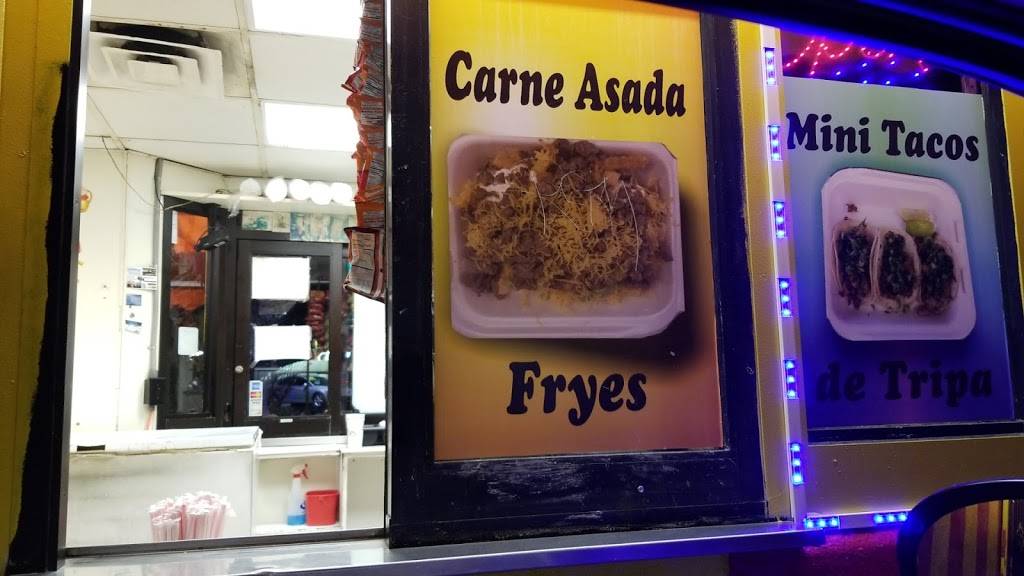 Carne Asada
Fryes
Mini Tacos
de Tripa